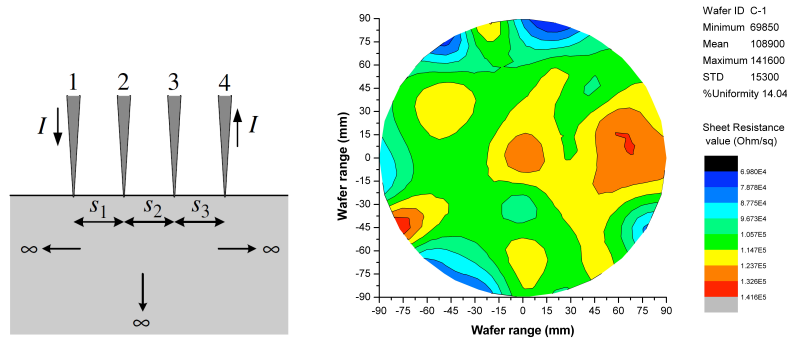 1 2 3 4
I I
s1 s2 s3
∞ ∞
∞
90
75
60
45
30
15
0
-15
-30
-45
-60
-75
-90
-90 -75 -60 -45 -30 -15 0 15 30 45 60 75 90
Wafer range (mm)
Wafer range (mm)
Wafer ID C-1
Minimum 69850
Mean 108900
Maximum 141600
STD 15300
%Uniformity 14.04
Sheet Resistance
value (Ohm/sq)
6.980E4
7.878E4
8.775E4
9.673E4
1.057E5
1.147E5
1.237E5
1.326E5
1.416E5